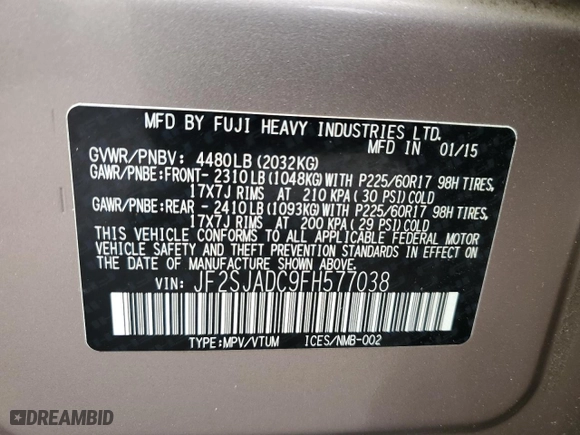 MFD BY FUJI HEAVY INDUSTRIES LTD.
MFD IN 01/15
GVWR/PNBV: 4480LB (2032KG)
GAWR/PNBE:FRONT- 2310LB (1048KG) WITH P225/60R17 98H TIRES,
17X7J RIMS AT 210 KPA ( 30 PSI) COLD
GAWR/PNBE:REAR - 2410LB (1093KG) WITH P225/60R17 98H TIRES,
17X7J RIMS AT 200 KPA ( 29 PSI) COLD
THIS VEHICLE CONFORMS TO ALL APPLICABLE FEDERAL MOTOR
VEHICLE SAFETY AND THEFT PREVENTION STANDARDS IN EFFECT ON
THE DATE OF MANUFACTURE SHOWN ABOVE.
VIN: JF2SJADC9FH577038
TYPE:MPV/VTUM ICES/NMB-002
DREAMBID